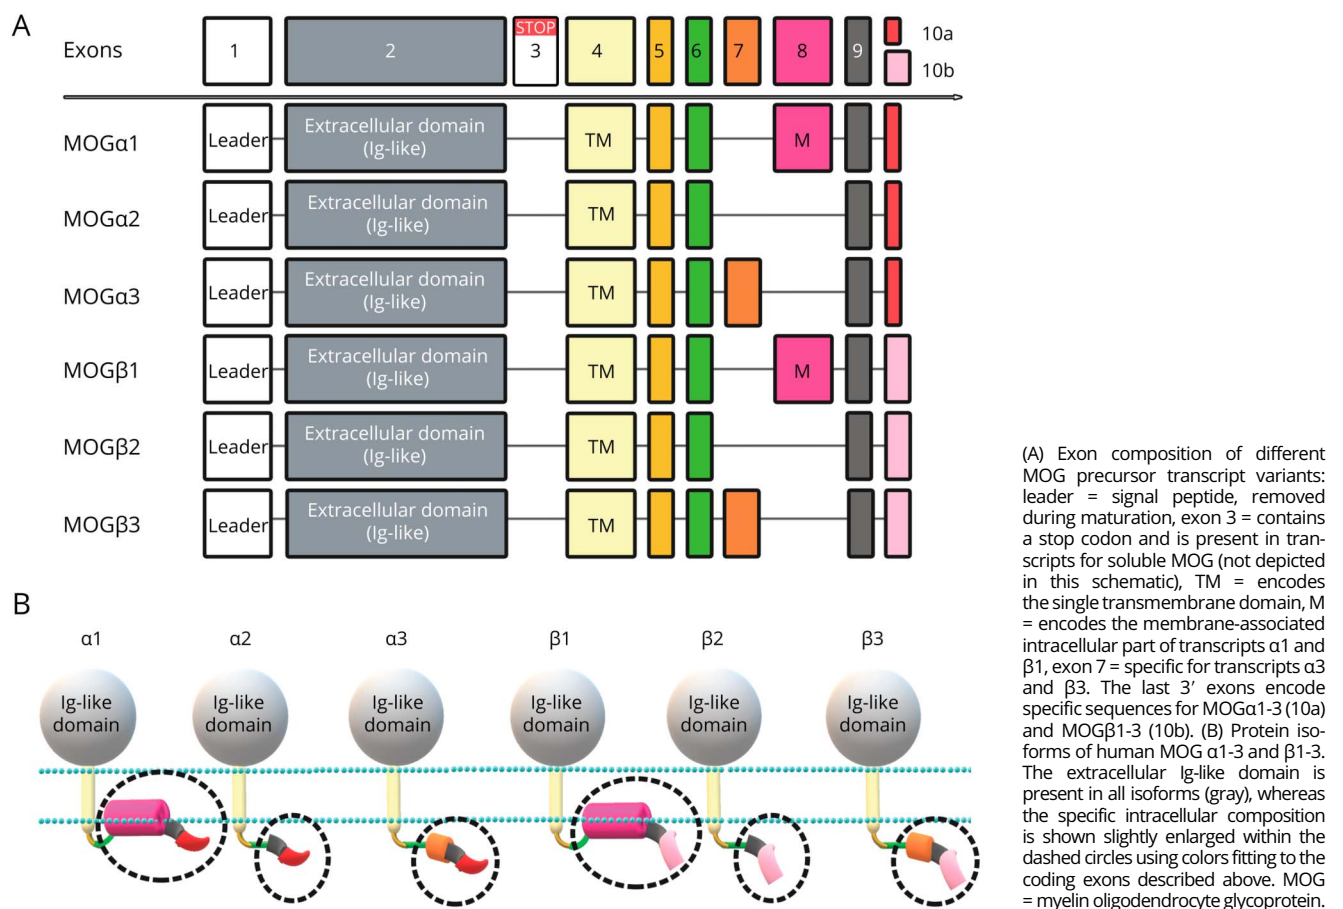 A
Exons 1 2 STOP 3 4 5 6 7 8 9 10a
10b
MOGα1 Leader Extracellular domain (Ig-like) TM M
MOGα2 Leader Extracellular domain (Ig-like) TM
MOGα3 Leader Extracellular domain (Ig-like) TM
MOGβ1 Leader Extracellular domain (Ig-like) TM M
MOGβ2 Leader Extracellular domain (Ig-like) TM
MOGβ3 Leader Extracellular domain (Ig-like) TM
B
α1 α2 α3 β1 β2 β3
Ig-like Ig-like Ig-like Ig-like Ig-like Ig-like
domain domain domain domain domain domain
(A) Exon composition of different
MOG precursor transcript variants:
leader = signal peptide, removed
during maturation, exon 3 = contains
a stop codon and is present in tran-
scripts for soluble MOG (not depicted
in this schematic), TM = encodes
the single transmembrane domain, M
= encodes the membrane-associated
intracellular part of transcripts α1 and
β1, exon 7 = specific for transcripts α3
and β3. The last 3′ exons encode
specific sequences for MOGα1-3 (10a)
and MOGβ1-3 (10b). (B) Protein iso-
forms of human MOG α1-3 and β1-3.
The extracellular Ig-like domain is
present in all isoforms (gray), whereas
the specific intracellular composition
is shown slightly enlarged within the
dashed circles using colors fitting to the
coding exons described above. MOG
= myelin oligodendrocyte glycoprotein.